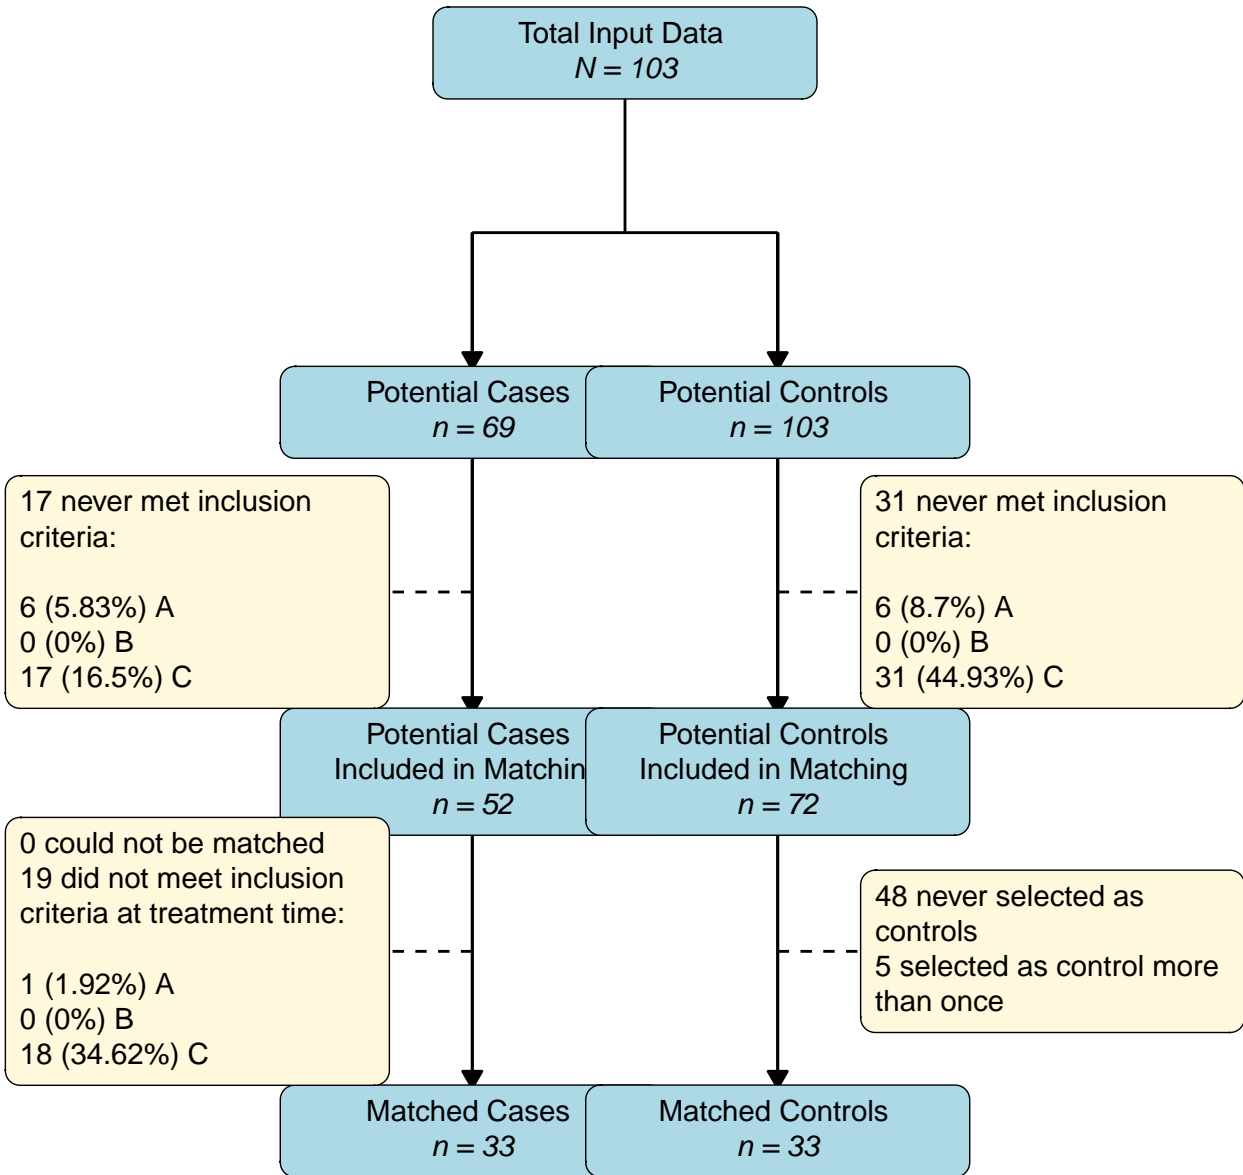 Total Input Data
N = 103
Potential Cases
n = 69
Potential Controls
n = 103
17 never met inclusion
criteria:
6 (5.83%) A
0 (0%) B
17 (16.5%) C
31 never met inclusion
criteria:
6 (8.7%) A
0 (0%) B
31 (44.93%) C
Potential Cases
Included in Matchin
n = 52
Potential Controls
Included in Matching
n = 72
0 could not be matched
19 did not meet inclusion
criteria at treatment time:
1 (1.92%) A
0 (0%) B
18 (34.62%) C
48 never selected as
controls
5 selected as control more
than once
Matched Cases
n = 33
Matched Controls
n = 33